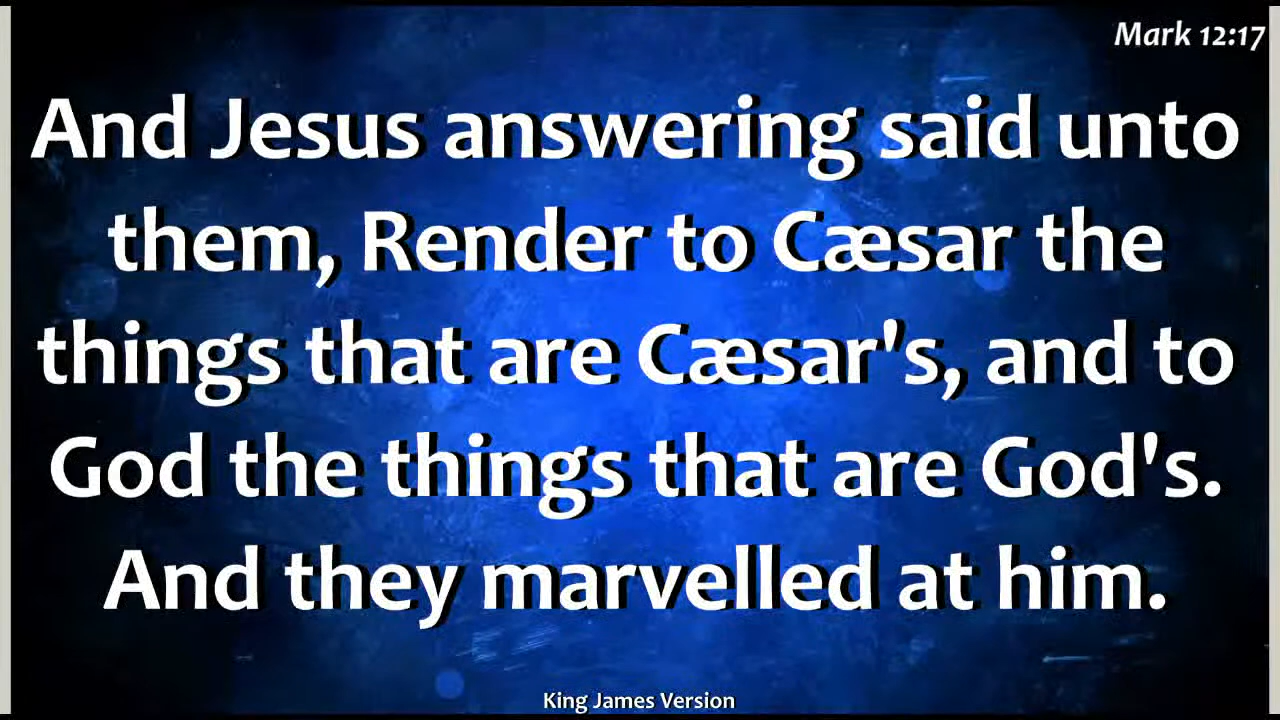 Mark 12:17
And Jesus answering said unto
them, Render to Cæsar the
things that are Cæsar's, and to
God the things that are God's.
And they marvelled at him.
King James Version